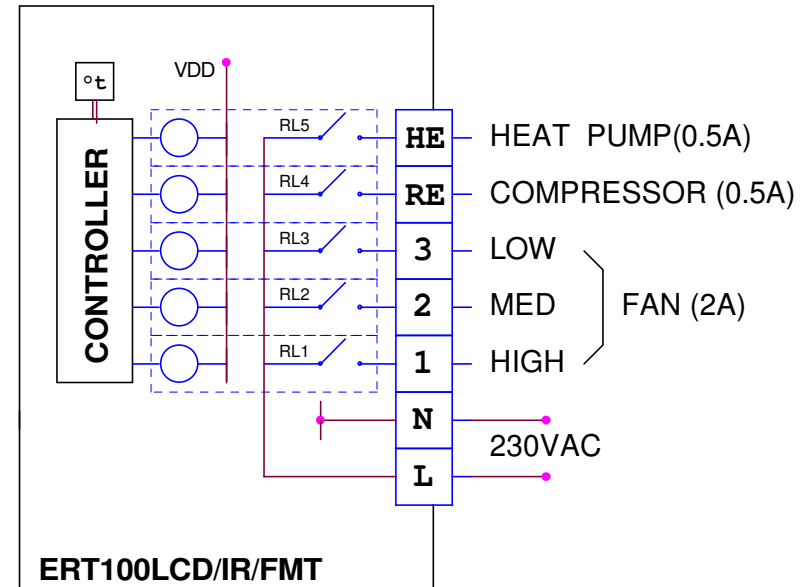 VDD
°t
CONTROLLER
RL5 HE HEAT PUMP(0.5A)
RL4 RE COMPRESSOR (0.5A)
RL3 3 LOW
RL2 2 MED FAN (2A)
RL1 1 HIGH
N
230VAC
L
ERT100LCD/IR/FMT